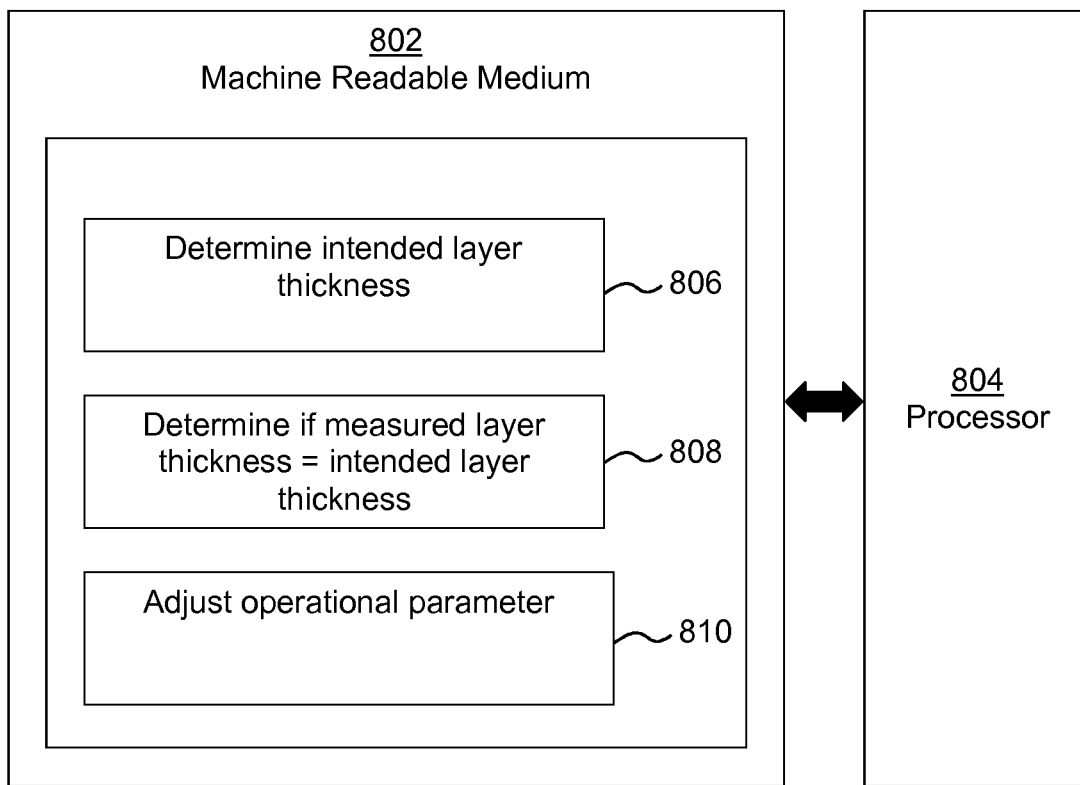 802
Machine Readable Medium
Determine intended layer
thickness
806
Determine if measured layer
thickness = intended layer
thickness
808
Adjust operational parameter
810
804
Processor